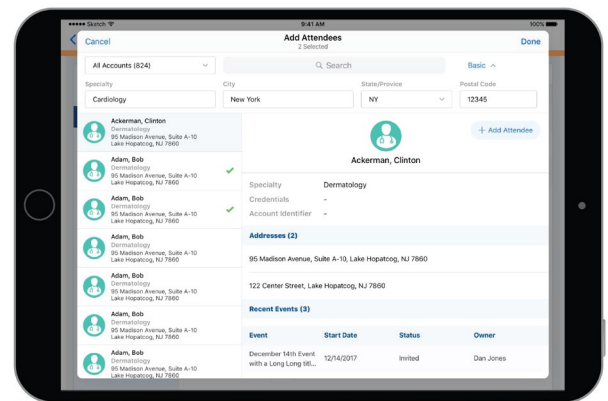 Sketch
9:41 AM
100%
Cancel
Add Attendees
2 Selected
Done
All Accounts (824)
Search
Basic
Specialty
City
State/Provice
Postal Code
Cardiology
New York
NY
12345
Ackerman, Clinton
Dermatology
95 Madison Avenue, Suite A-10
Lake Hopatcog, NJ 7860
Adam, Bob
Dermatology
95 Madison Avenue, Suite A-10
Lake Hopatcog, NJ 7860
Adam, Bob
Dermatology
95 Madison Avenue, Suite A-10
Lake Hopatcog, NJ 7860
Adam, Bob
Dermatology
95 Madison Avenue, Suite A-10
Lake Hopatcog, NJ 7860
Adam, Bob
Dermatology
95 Madison Avenue, Suite A-10
Lake Hopatcog, NJ 7860
Adam, Bob
Dermatology
95 Madison Avenue, Suite A-10
Lake Hopatcog, NJ 7860
Adam, Bob
Dermatology
95 Madison Avenue, Suite A-10
Lake Hopatcog, NJ 7860
+ Add Attendee
Ackerman, Clinton
Specialty Dermatology
Credentials -
Account Identifier -
Addresses (2)
95 Madison Avenue, Suite A-10, Lake Hopatcog, NJ 7860
122 Center Street, Lake Hopatcog, NJ 7860
Recent Events (3)
Event Start Date Status Owner
December 14th Event
with a Long Long titl... 12/14/2017 Inrited Dan Jones